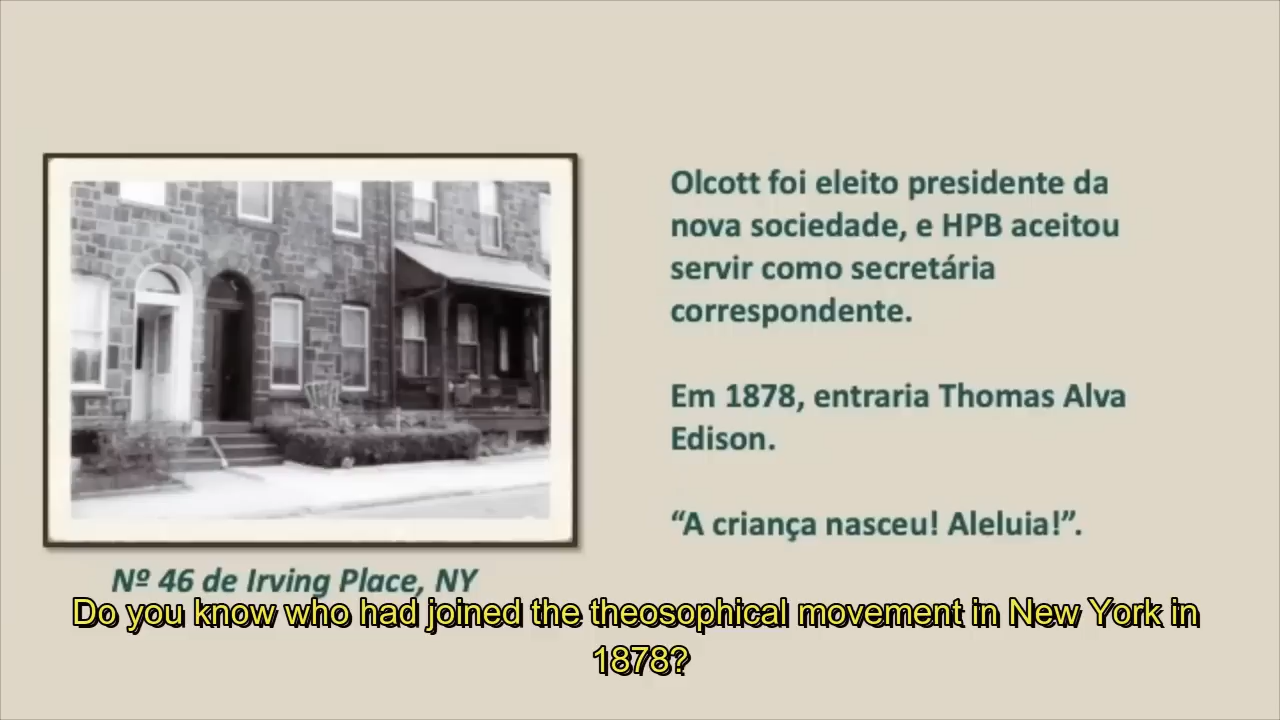 Olcott foi eleito presidente da
nova sociedade, e HPB aceitou
servir como secretária
correspondente.
Em 1878, entraria Thomas Alva
Edison.
“A criança nasceu! Aleluia!”.
Nº 46 de Irving Place, NY
Do you know who had joined the theosophical movement in New York in
1878?